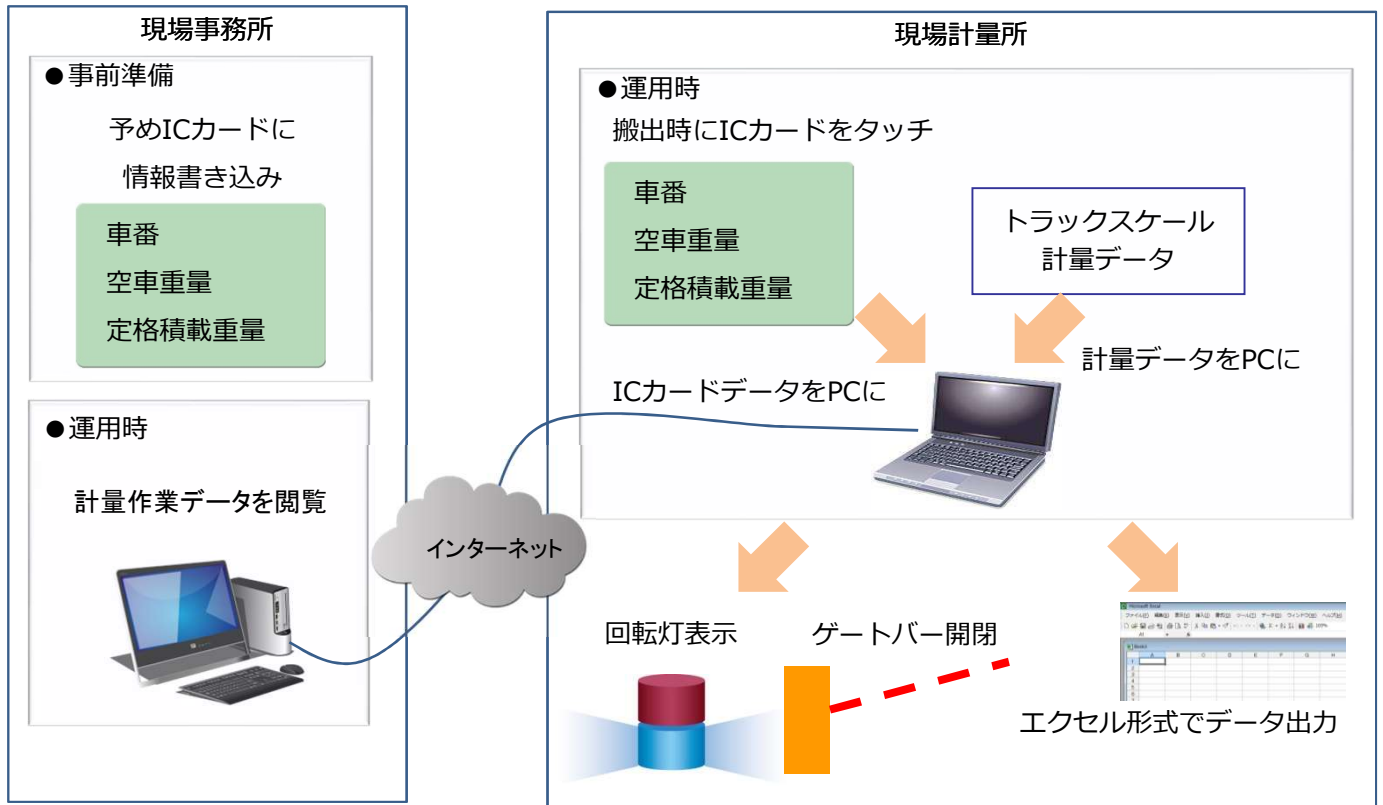 現場事務所
●事前準備
予めICカードに
情報書き込み
車番
空車重量
定格積載重量
●運用時
計量作業データを閲覧
インターネット
現場計量所
●運用時
搬出時にICカードをタッチ
車番
空車重量
定格積載重量
トラックスケール
計量データ
計量データをPCに
ICカードデータをPCに
回転灯表示
ゲートバー開閉
Microsoft Excel
エクセル形式でデータ出力